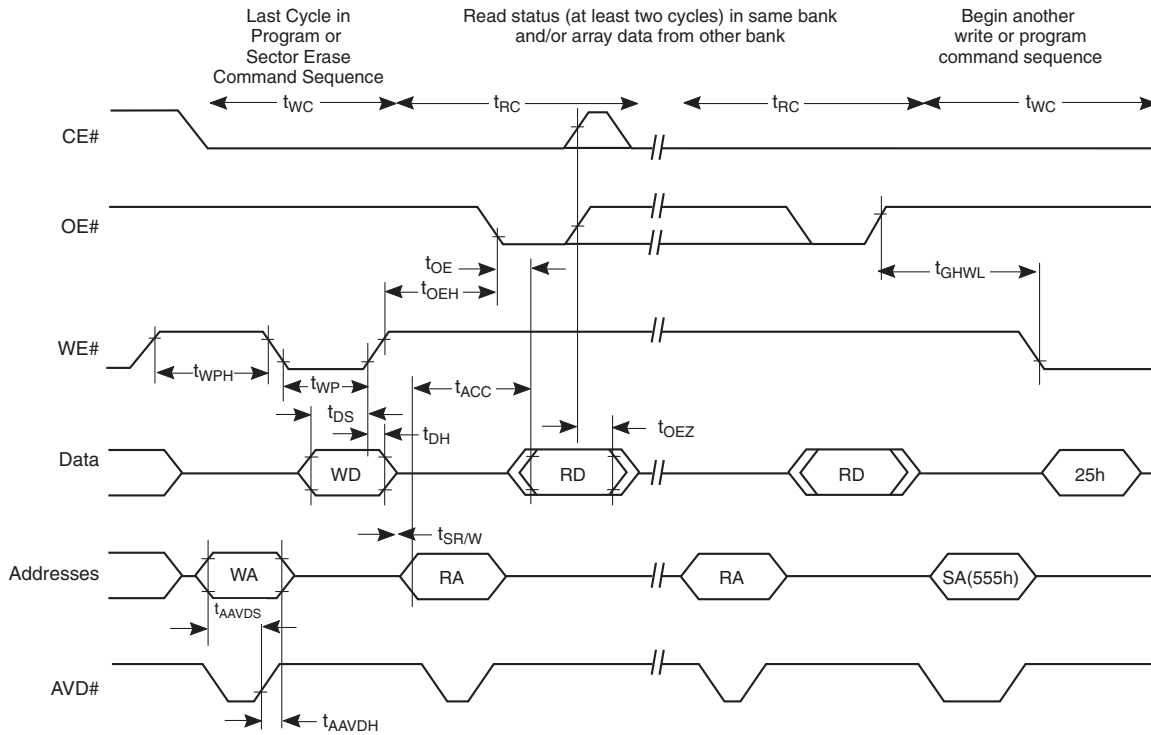 Last Cycle in
Program or
Sector Erase
Command Sequence
Read status (at least two cycles) in same bank
and/or array data from other bank
Begin another
write or program
command sequence
tWC
tRC
tRC
tWC
CE#
OE#
tOE
tGHWL
tOEH
WE#
tWPH
tWP
tACC
tDS
tDH
tOEZ
Data
WD
RD
RD
25h
tSR/W
Addresses
WA
RA
RA
SA(555h)
tAAVDS
AVD#
tAAVDH